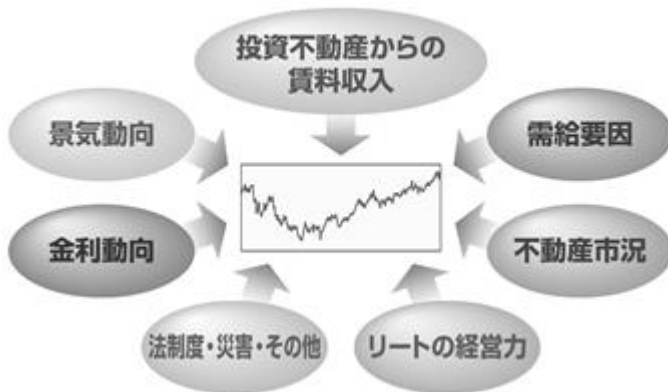 投資不動産からの
賃料収入
景気動向
需給要因
金利動向
不動産市況
法制度・災害・その他
リートの経営力